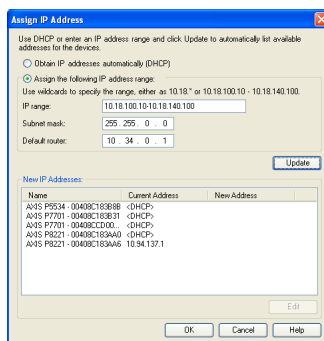 Assign IP Address
Use DHCP or enter an IP address range and click Update to automatically list available
addresses for the devices.
Obtain IP addresses automatically (DHCP)
Assign the following IP address range:
Use wildcards to specify the range, either as 10.18.* or 10.18.100.10 - 10.18.140.100.
IP range: 10.18.100.10-10.18.140.100
Subnet mask: 255 . 255 . 0 . 0
Default router: 10 . 34 . 0 . 1
Update
New IP Addresses:
Name Current Address New Address
AXIS P5534 - 00408C183B8B <DHCP>
AXIS P7701 - 00408C183B31 <DHCP>
AXIS P7701 - 00408CCD00... <DHCP>
AXIS P8221 - 00408C183AA0 <DHCP>
AXIS P8221 - 00408C183AA6 10.94.137.1
Edit
OK Cancel Help